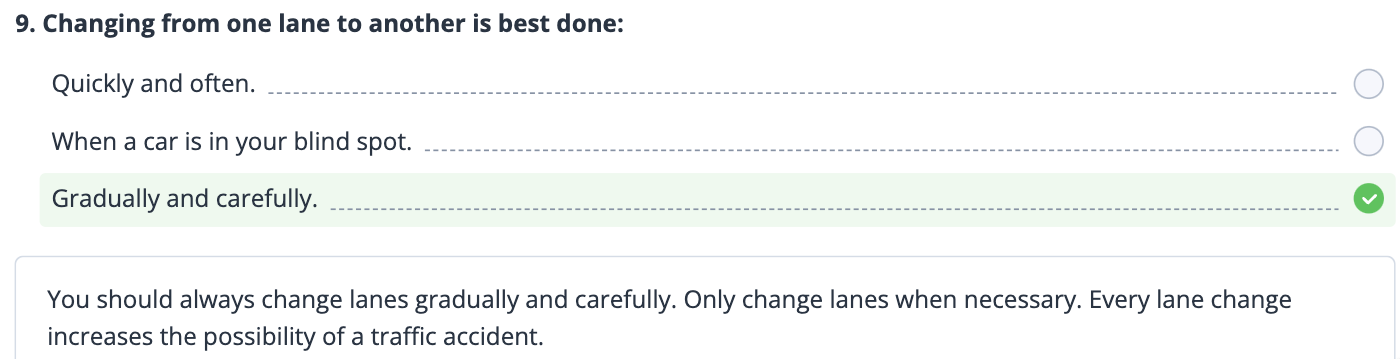 9. Changing from one lane to another is best done:
Quickly and often.
When a car is in your blind spot.
Gradually and carefully.
You should always change lanes gradually and carefully. Only change lanes when necessary. Every lane change
increases the possibility of a traffic accident.